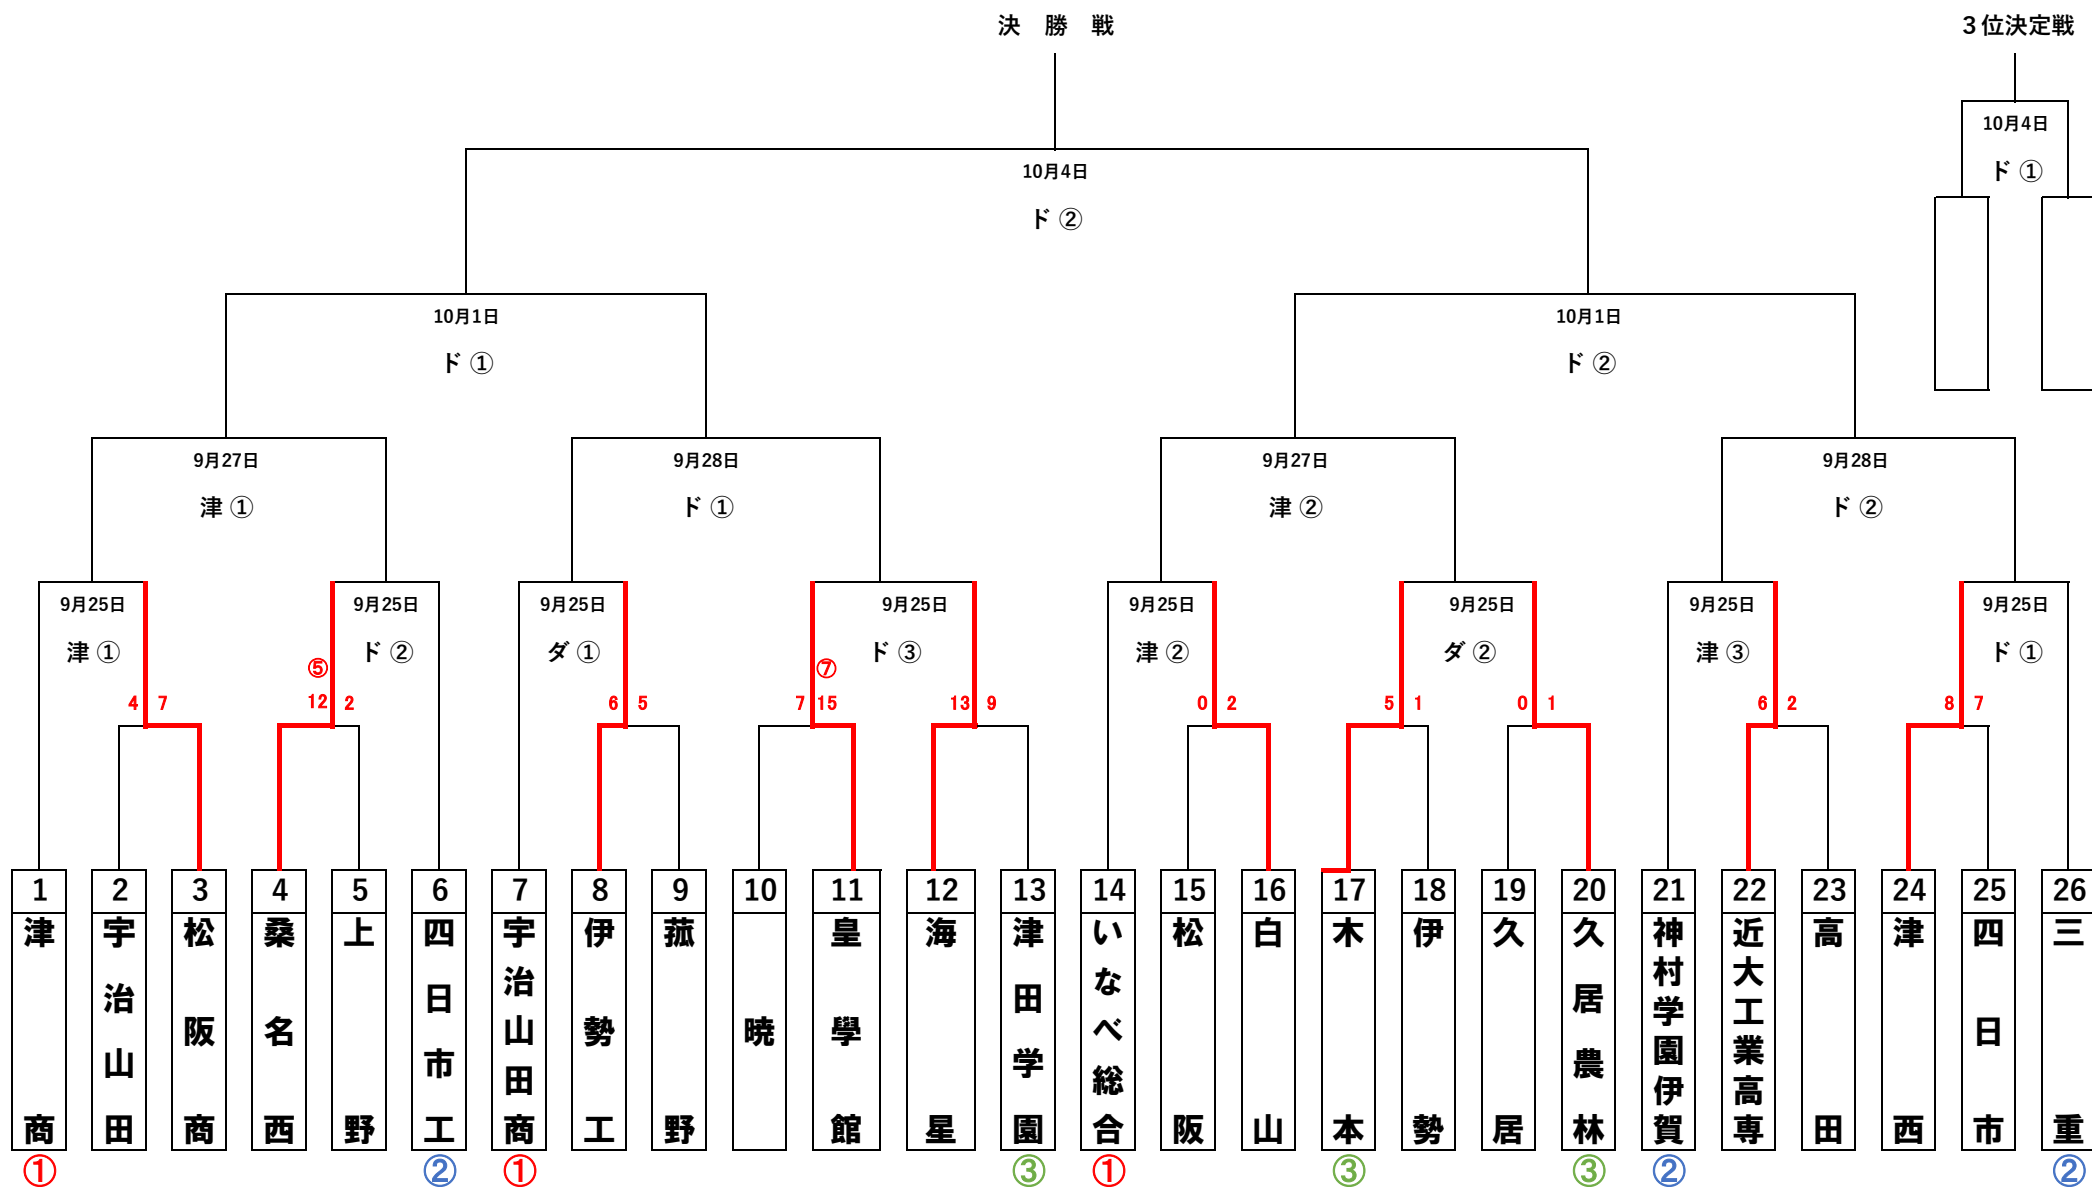 決　勝　戦
３位決定戦
10月4日
ド ①
10月4日
ド ②
10月1日
ド ①
10月1日
ド ②
9月27日
津 ①
9月28日
ド ①
9月27日
津 ②
9月28日
ド ②
9月25日
津 ①
9月25日
ド ②
9月25日
ダ ①
9月25日
ド ③
9月25日
津 ②
9月25日
ダ ②
9月25日
津 ③
9月25日
ド ①
⑤
⑦
4 7
12 2
6 5
7 15
13 9
0 2
5 1
0 1
6 2
8 7
1 2 3 4 5 6 7 8 9 10 11 12 13 14 15 16 17 18 19 20 21 22 23 24 25 26
津商
宇治山田
松阪商
桑名西
上野
四日市工
宇治山田商
伊勢工
菰野
暁
皇學館
海星
津田学園
いなべ総合
松阪
白山
木本
伊勢
久居
久居農林
神村学園伊賀
近大工業高専
高田
津西
四日市
三重
① ② ① ③ ① ③ ③ ② ②